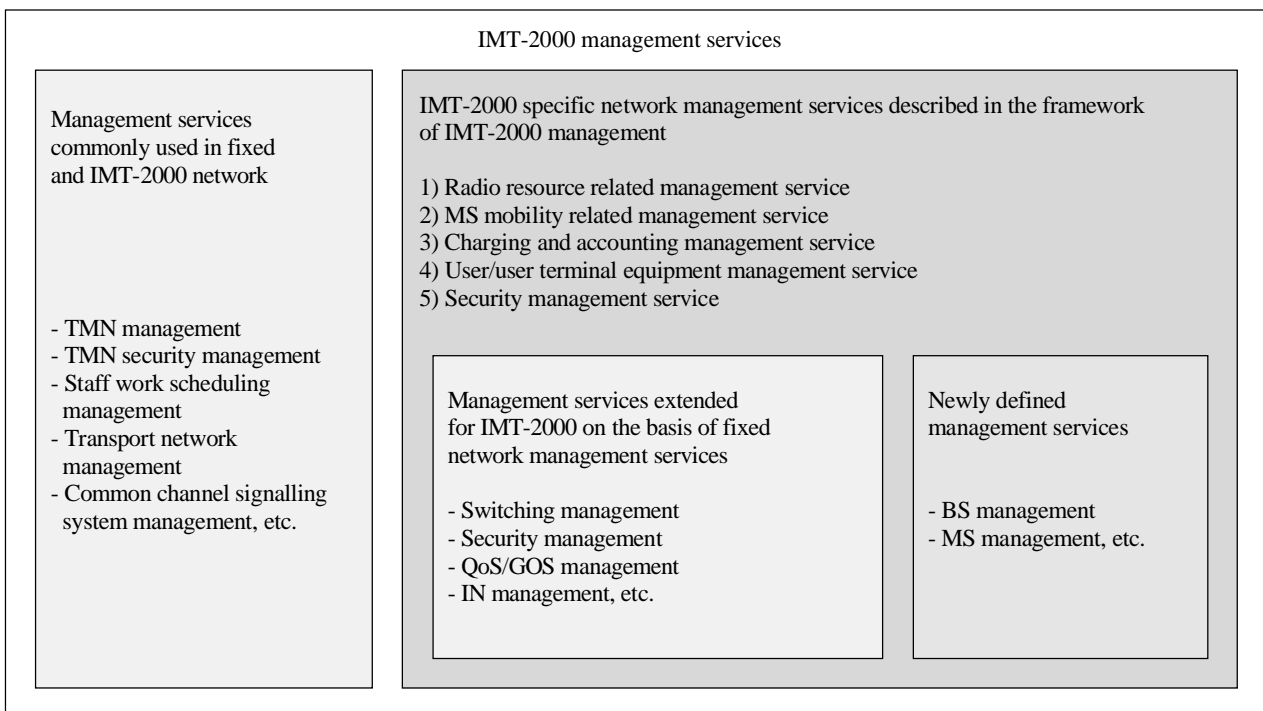 IMT-2000 management services
Management services
commonly used in fixed
and IMT-2000 network
- TMN management
- TMN security management
- Staff work scheduling
management
- Transport network
management
- Common channel signalling
system management, etc.
IMT-2000 specific network management services described in the framework
of IMT-2000 management
1) Radio resource related management service
2) MS mobility related management service
3) Charging and accounting management service
4) User/user terminal equipment management service
5) Security management service
Management services extended
for IMT-2000 on the basis of fixed
network management services
- Switching management
- Security management
- QoS/GOS management
- IN management, etc.
Newly defined
management services
- BS management
- MS management, etc.